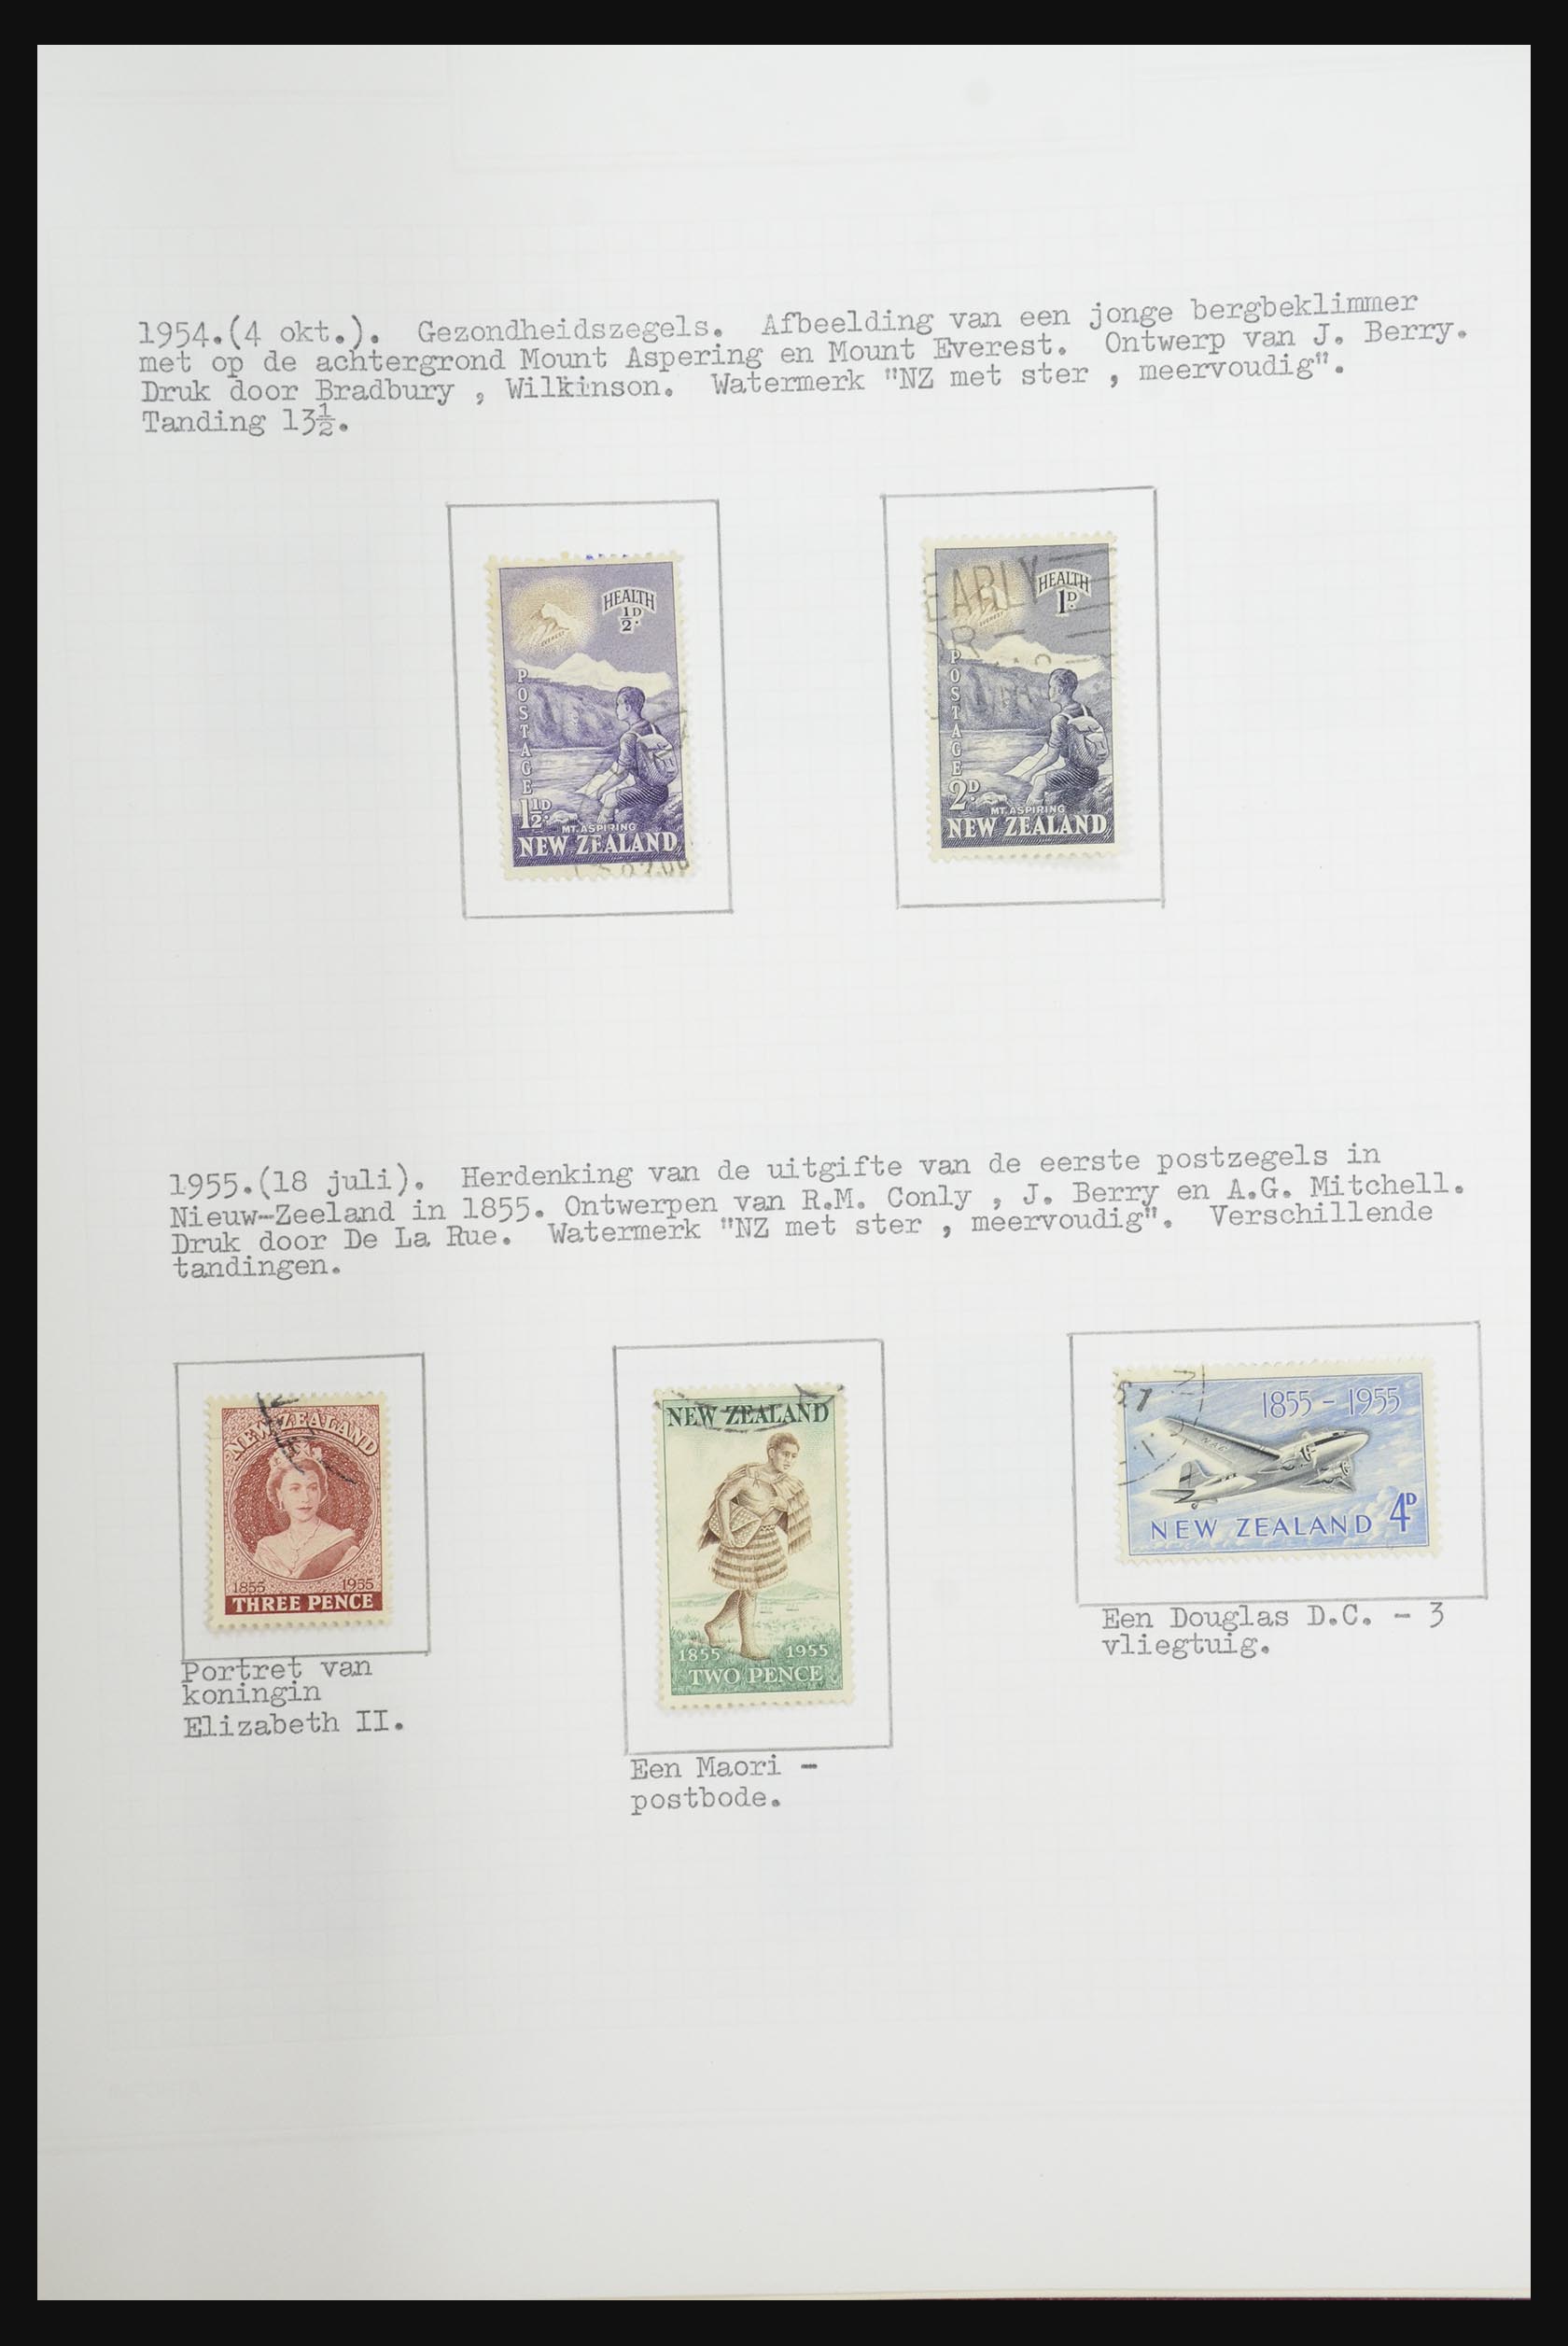 1954.(4 okt.). Gezondheidszegels. Afbeelding van een jonge bergbeklimmer
met op de achtergrond Mount Aspering en Mount Everest. Ontwerp van J. Berry.
Druk door Bradbury , Wilkinson. Watermerk "NZ met ster , meervoudig".
Tanding 13½.
HEALTH
½D.
EVEREST
POSTAGE
1½D.
MT. ASPIRING
NEW ZEALAND
EARLY
HEALTH
1D.
POSTAGE
2D.
MT. ASPIRING
NEW ZEALAND
1955.(18 juli). Herdenking van de uitgifte van de eerste postzegels in
Nieuw-Zeeland in 1855. Ontwerpen van R.M. Conly , J. Berry en A.G. Mitchell.
Druk door De La Rue. Watermerk "NZ met ster , meervoudig". Verschillende
tandingen.
NEW ZEALAND
1855 1955
THREE PENCE
Portret van
koningin
Elizabeth II.
NEW ZEALAND
1855 1955
TWO PENCE
Een Maori -
postbode.
1855 - 1955
NAC
NEW ZEALAND 4D
Een Douglas D.C. - 3
vliegtuig.